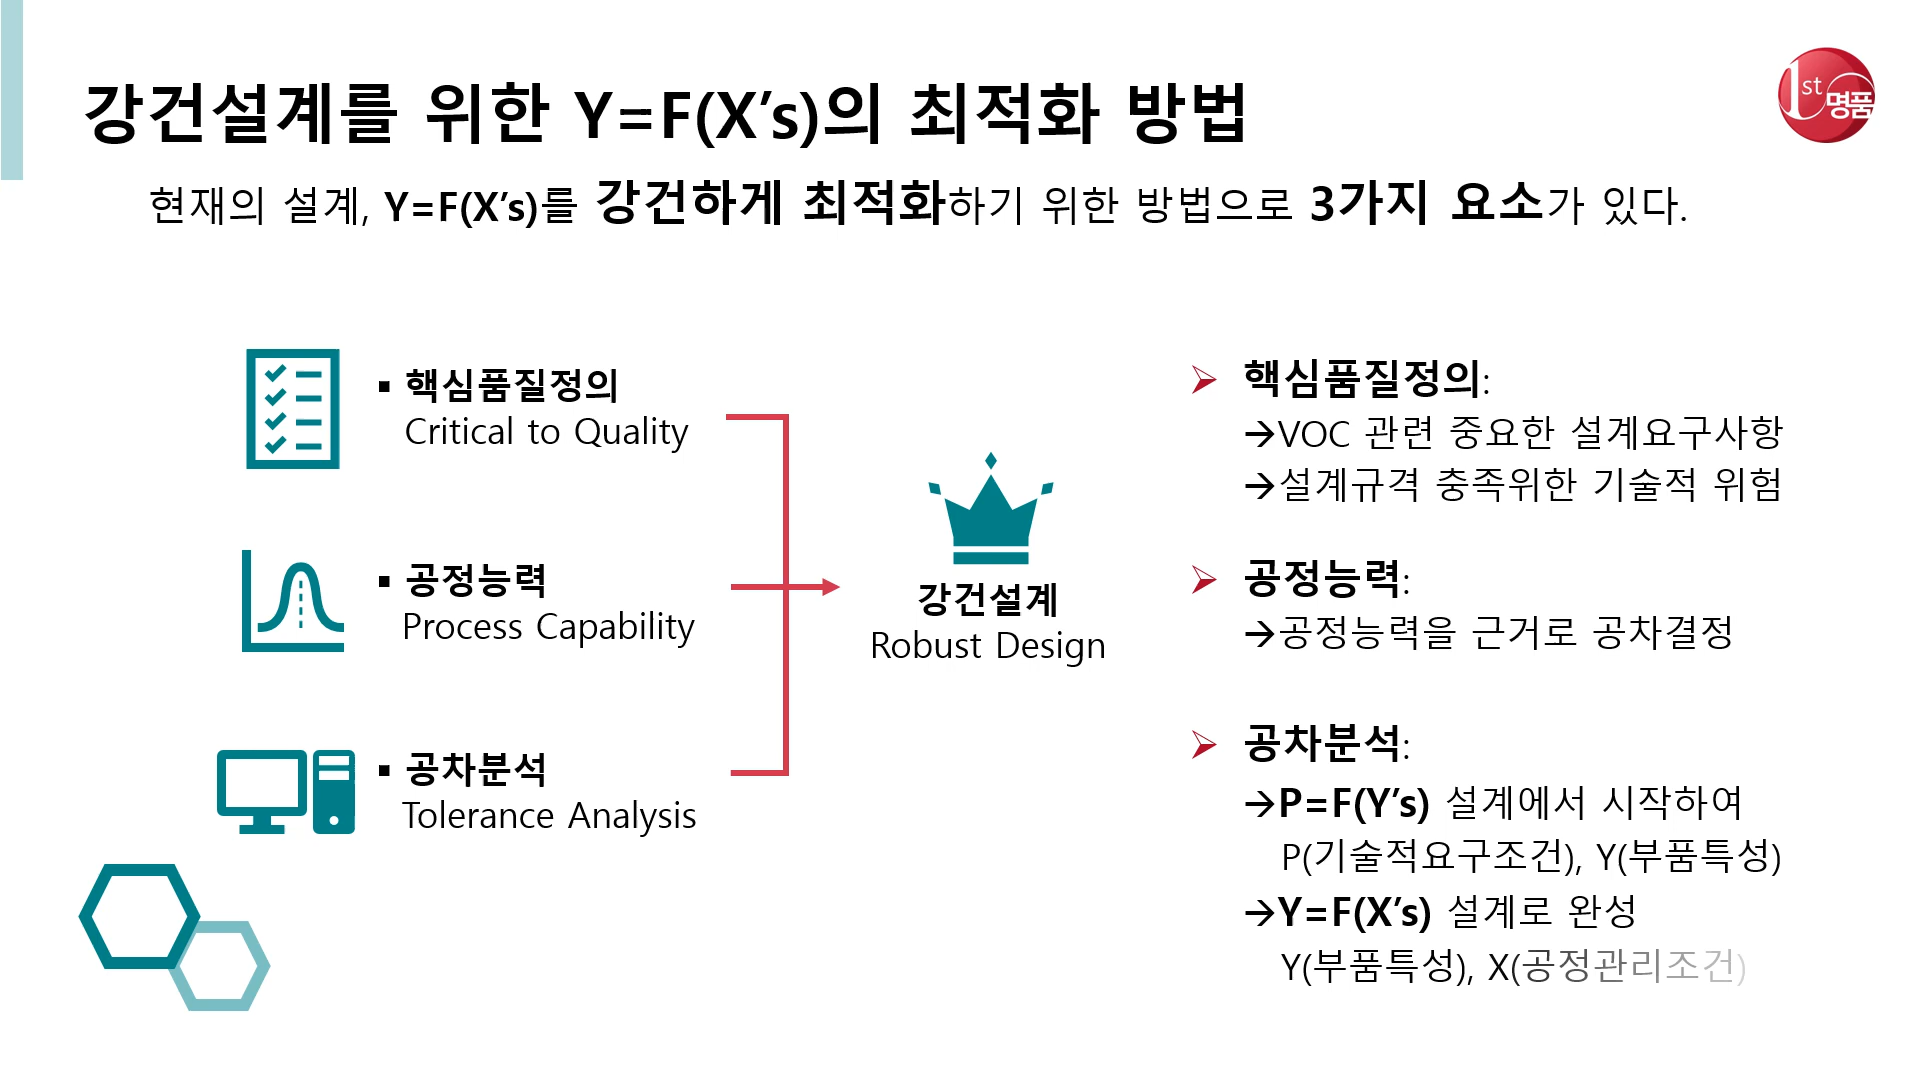 강건설계를 위한 Y=F(X’s)의 최적화 방법
1st 명품
현재의 설계, Y=F(X’s)를 강건하게 최적화하기 위한 방법으로 3가지 요소가 있다.
▪ 핵심품질정의
Critical to Quality
▪ 공정능력
Process Capability
▪ 공차분석
Tolerance Analysis
강건설계
Robust Design
➢ 핵심품질정의:
→VOC 관련 중요한 설계요구사항
→설계규격 충족위한 기술적 위험
➢ 공정능력:
→공정능력을 근거로 공차결정
➢ 공차분석:
→P=F(Y’s) 설계에서 시작하여
P(기술적요구조건), Y(부품특성)
→Y=F(X’s) 설계로 완성
Y(부품특성), X(공정관리조건)